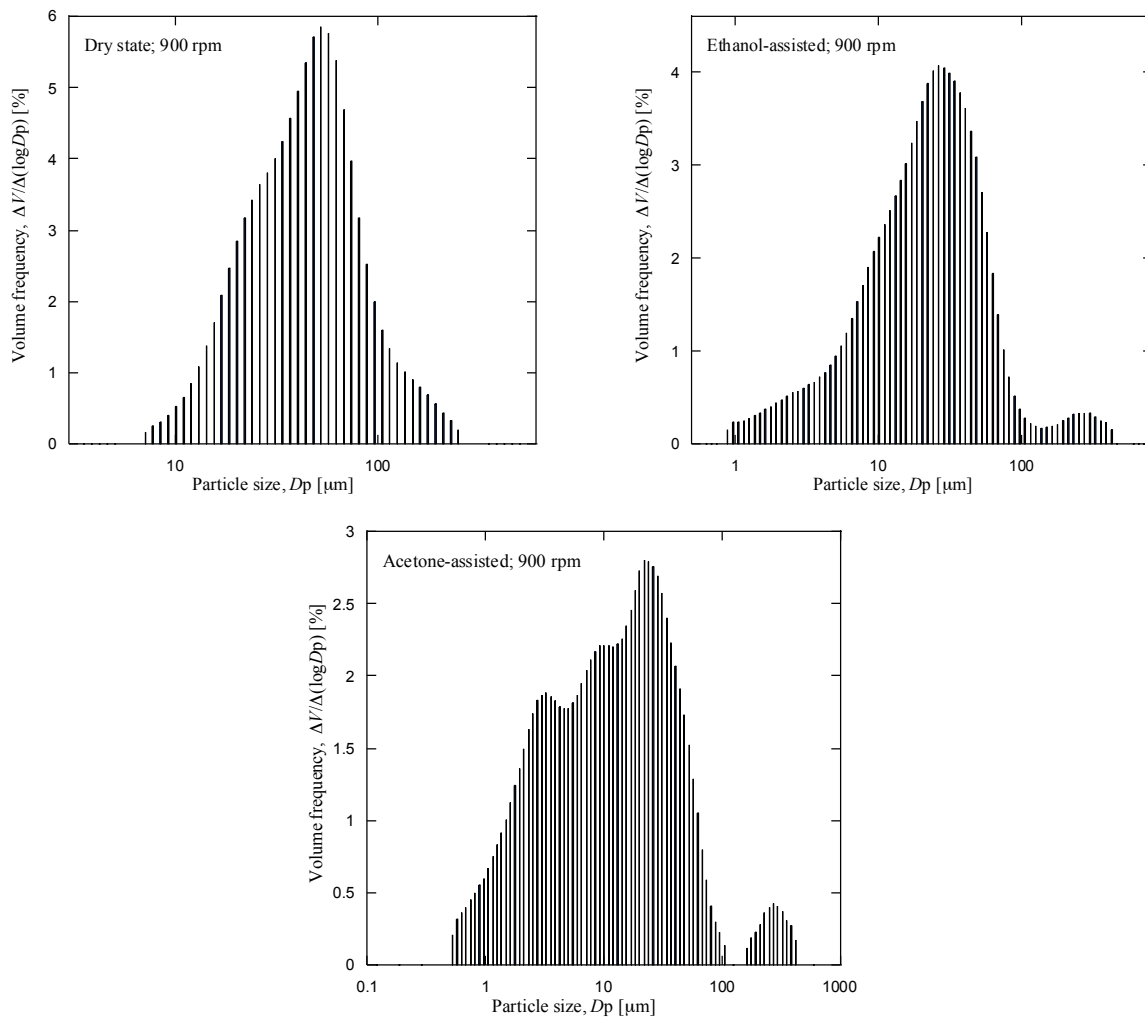 Dry state; 900 rpm
Volume frequency, ΔV/Δ(logDp) [%]
6
5
4
3
2
1
0
10 100
Particle size, Dp [μm]
Ethanol-assisted; 900 rpm
Volume frequency, ΔV/Δ(logDp) [%]
4
3
2
1
0
1 10 100
Particle size, Dp [μm]
Acetone-assisted; 900 rpm
Volume frequency, ΔV/Δ(logDp) [%]
3
2.5
2
1.5
1
0.5
0
0.1 1 10 100 1000
Particle size, Dp [μm]